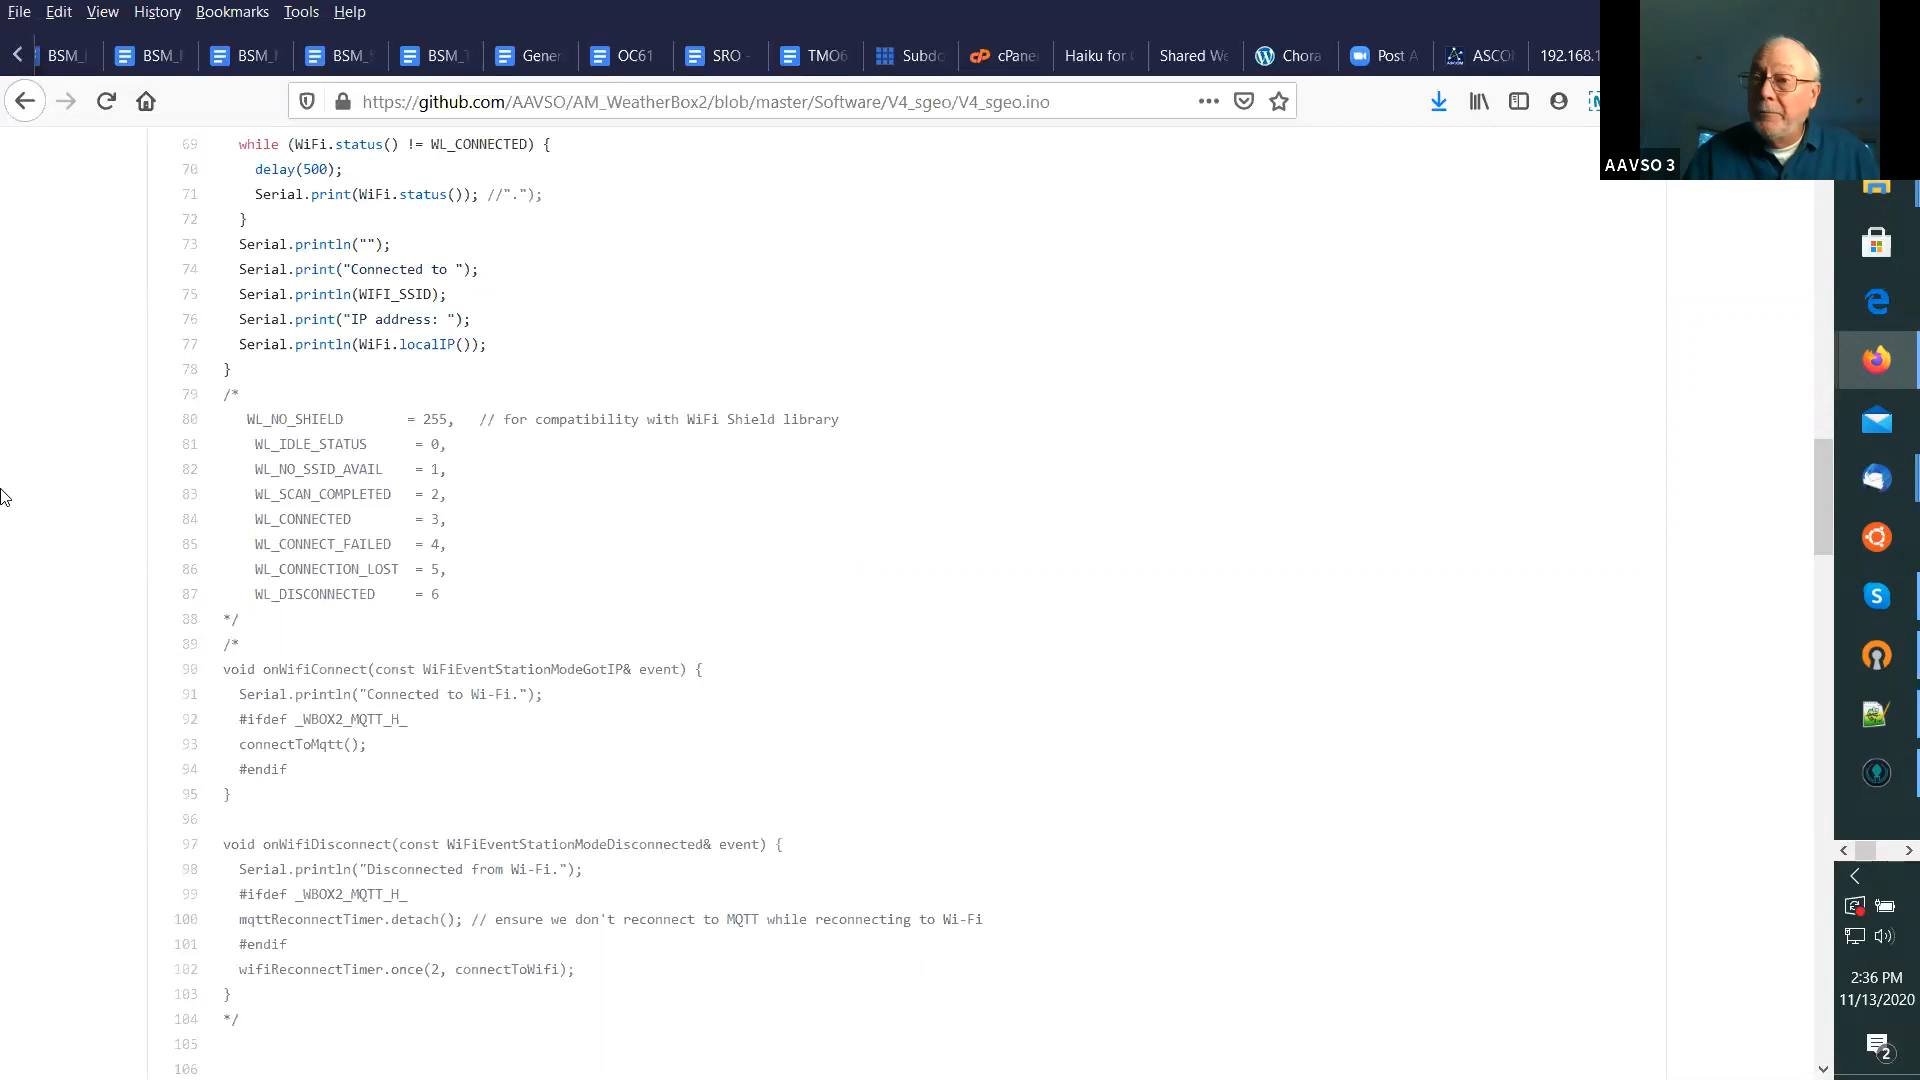 File Edit View History Bookmarks Tools Help
BSM_ BSM_ BSM_ BSM_ BSM_ Gene OC61 SRO - TMO6 Subdo cPane Haiku for Shared We Chora Post A ASCO 192.168.1
https://github.com/AAVSO/AM_WeatherBox2/blob/master/Software/V4_sgeo/V4_sgeo.ino
AAVSO 3
69 while (WiFi.status() != WL_CONNECTED) {
70 delay(500);
71 Serial.print(WiFi.status()); //".");
72 }
73 Serial.println("");
74 Serial.print("Connected to ");
75 Serial.println(WIFI_SSID);
76 Serial.print("IP address: ");
77 Serial.println(WiFi.localIP());
78 }
79 /*
80 WL_NO_SHIELD = 255, // for compatibility with WiFi Shield library
81 WL_IDLE_STATUS = 0,
82 WL_NO_SSID_AVAIL = 1,
83 WL_SCAN_COMPLETED = 2,
84 WL_CONNECTED = 3,
85 WL_CONNECT_FAILED = 4,
86 WL_CONNECTION_LOST = 5,
87 WL_DISCONNECTED = 6
88 */
89 /*
90 void onWifiConnect(const WiFiEventStationModeGotIP& event) {
91 Serial.println("Connected to Wi-Fi.");
92 #ifdef _WBOX2_MQTT_H_
93 connectToMqtt();
94 #endif
95 }
96
97 void onWifiDisconnect(const WiFiEventStationModeDisconnected& event) {
98 Serial.println("Disconnected from Wi-Fi.");
99 #ifdef _WBOX2_MQTT_H_
100 mqttReconnectTimer.detach(); // ensure we don't reconnect to MQTT while reconnecting to Wi-Fi
101 #endif
102 wifiReconnectTimer.once(2, connectToWifi);
103 }
104 */
105
106
2:36 PM
11/13/2020
2